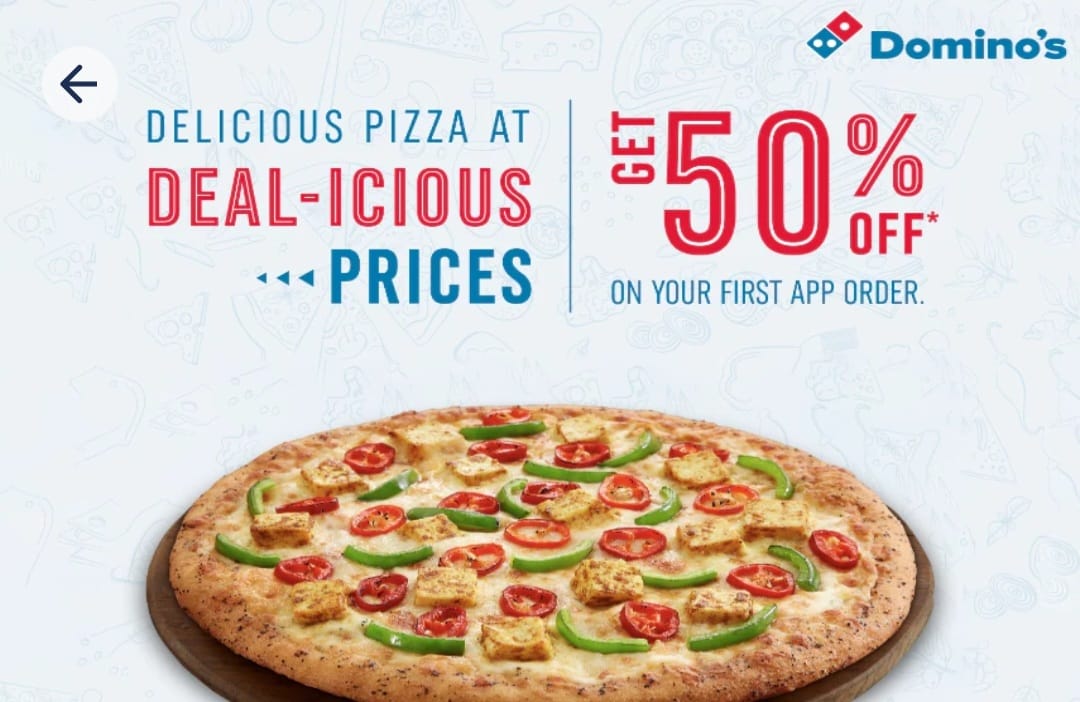 Domino's
DELICIOUS PIZZA AT
DEAL-ICIOUS
PRICES
GET
50%
OFF*
ON YOUR FIRST APP ORDER.